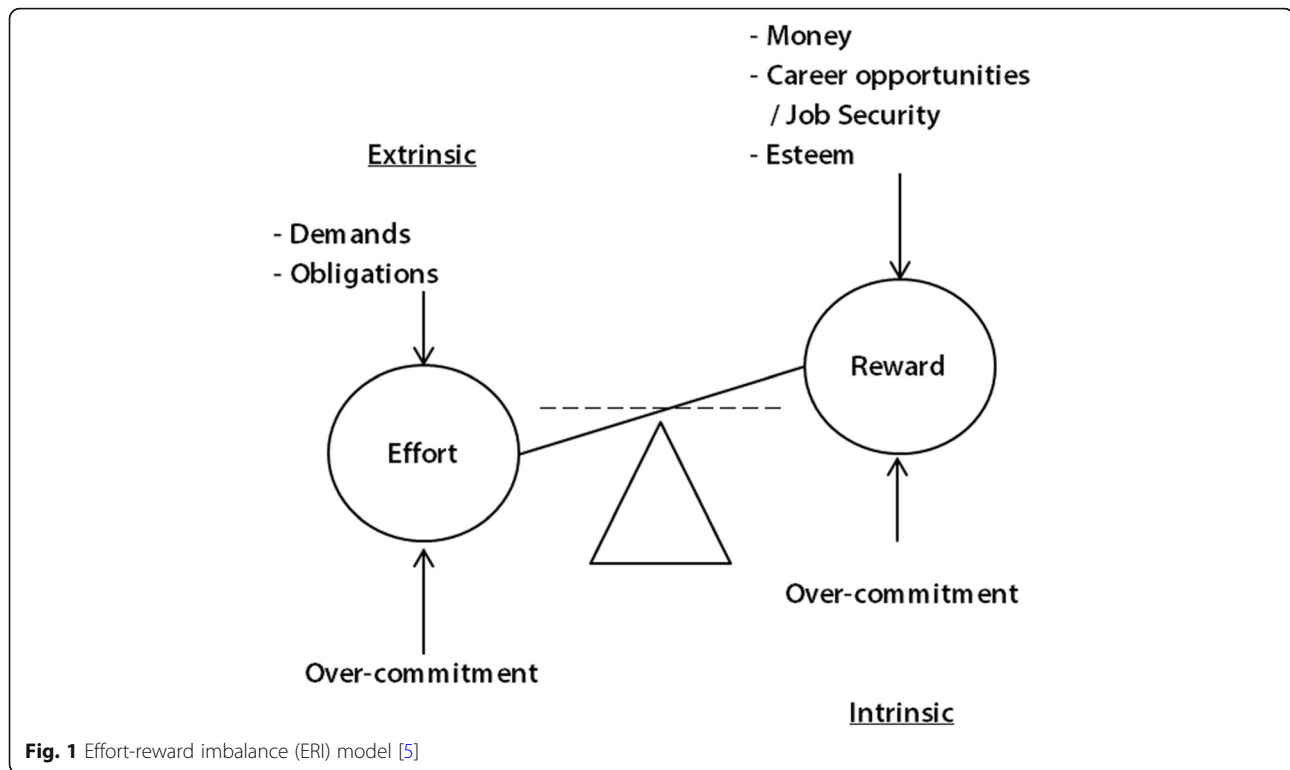 - Money
- Career opportunities
/ Job Security
- Esteem
Extrinsic
- Demands
- Obligations
Reward
Effort
Over-commitment
Over-commitment
Intrinsic
Fig. 1 Effort-reward imbalance (ERI) model [5]